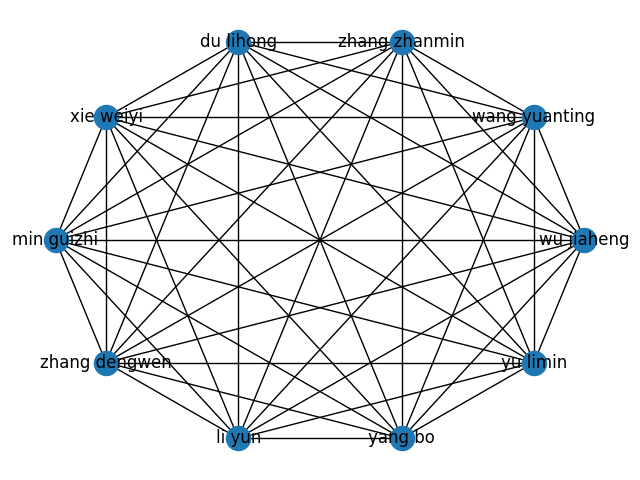 du lihong
zhang zhanmin
xie weiyi
wang yuanting
min guizhi
wu jiaheng
zhang dengwen
yu limin
li yun
yang bo